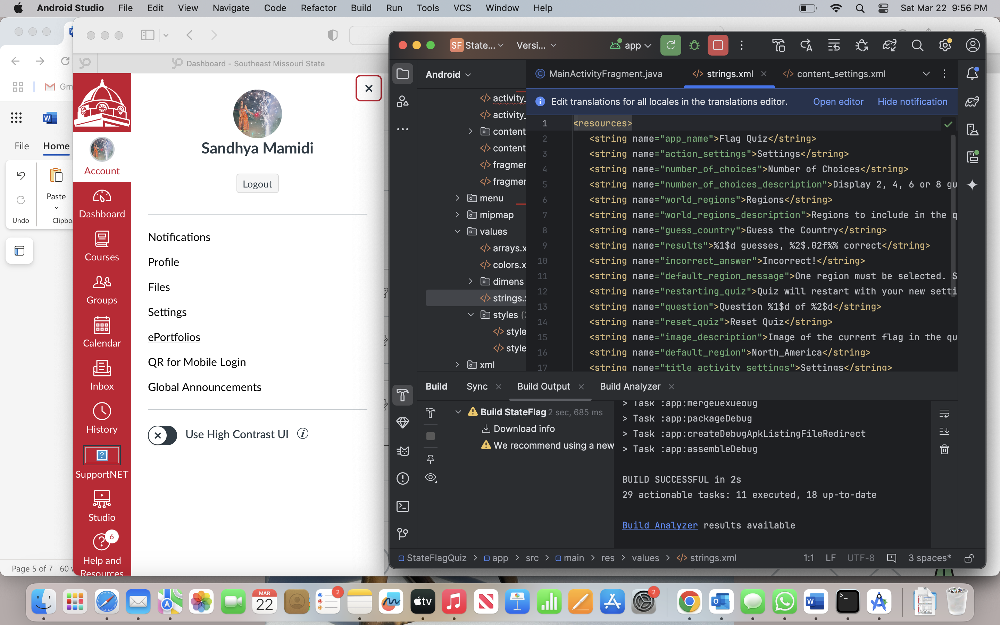 Android Studio File Edit View Navigate Code Refactor Build Run Tools VCS Window Help Sat Mar 22 9:56 PM
Gm
File Home
Undo
Paste
Clipbo
Page 5 of 7 60
Dashboard - Southeast Missouri State
Account
Dashboard
Courses
Groups
Calendar
Inbox
History
SupportNET
Studio
6
Help and
Resources
Sandhya Mamidi
Logout
Notifications
Profile
Files
Settings
ePortfolios
QR for Mobile Login
Global Announcements
Use High Contrast UI
SF State... Versi... app
Android
MainActivityFragment.java strings.xml content_settings.xml
Edit translations for all locales in the translations editor. Open editor Hide notification
activity_
activity_
content
content
fragmer
fragmer
menu
mipmap
values
arrays.x
colors.x
dimens
strings.x
styles (2
style
style
xml
1 <resources>
2 <string name="app_name">Flag Quiz</string>
3 <string name="action_settings">Settings</string>
4 <string name="number_of_choices">Number of Choices</string>
5 <string name="number_of_choices_description">Display 2, 4, 6 or 8 gu
6 <string name="world_regions">Regions</string>
7 <string name="world_regions_description">Regions to include in the q
8 <string name="guess_country">Guess the Country</string>
9 <string name="results">%1$d guesses, %2$.02f%% correct</string>
10 <string name="incorrect_answer">Incorrect!</string>
11 <string name="default_region_message">One region must be selected. S
12 <string name="restarting_quiz">Quiz will restart with your new setti
13 <string name="question">Question %1$d of %2$d</string>
14 <string name="reset_quiz">Reset Quiz</string>
15 <string name="image_description">Image of the current flag in the qu
16 <string name="default_region">North_America</string>
17 <string name="title_activity_settings">Settings</string>
Build Sync Build Output Build Analyzer
Build StateFlag 2 sec, 685 ms
Download info
We recommend using a new
> Task :app:mergeDexDebug
> Task :app:packageDebug
> Task :app:createDebugApkListingFileRedirect
> Task :app:assembleDebug
BUILD SUCCESSFUL in 2s
29 actionable tasks: 11 executed, 18 up-to-date
Build Analyzer results available
StateFlagQuiz > app > src > main > res > values > strings.xml 1:1 LF UTF-8 3 spaces*
MAR
22
2
tv
2
DOCX